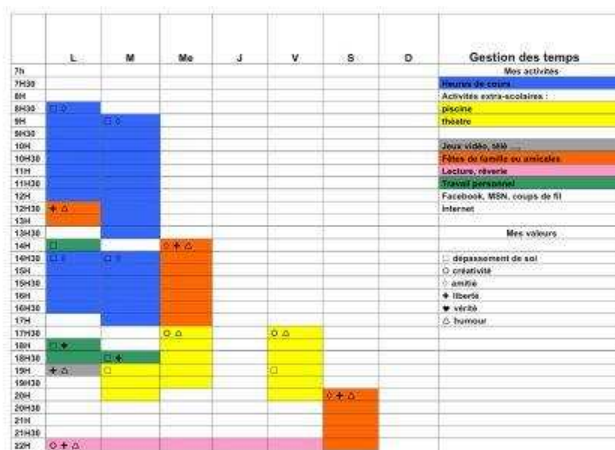 L M Me J V S D Gestion des temps
7h Mes activités
7H30 Heures de cours
8H Activités extra-scolaires :
8H30 piscine
9H théatre
9H30
10H Jeux vidéo, télé ....
10H30 Fêtes de famille ou amicales
11H Lecture, rêverie
11H30 Travail personnel
12H Facebook, MSN, coups de fil
12H30 internet
13H
13H30 Mes valeurs
14H
14H30 dépassement de soi
15H créativité
15H30 amitié
16H liberté
16H30 vérité
17H humour
17H30
18H
18H30
19H
19H30
20H
20H30
21H
21H30
22H